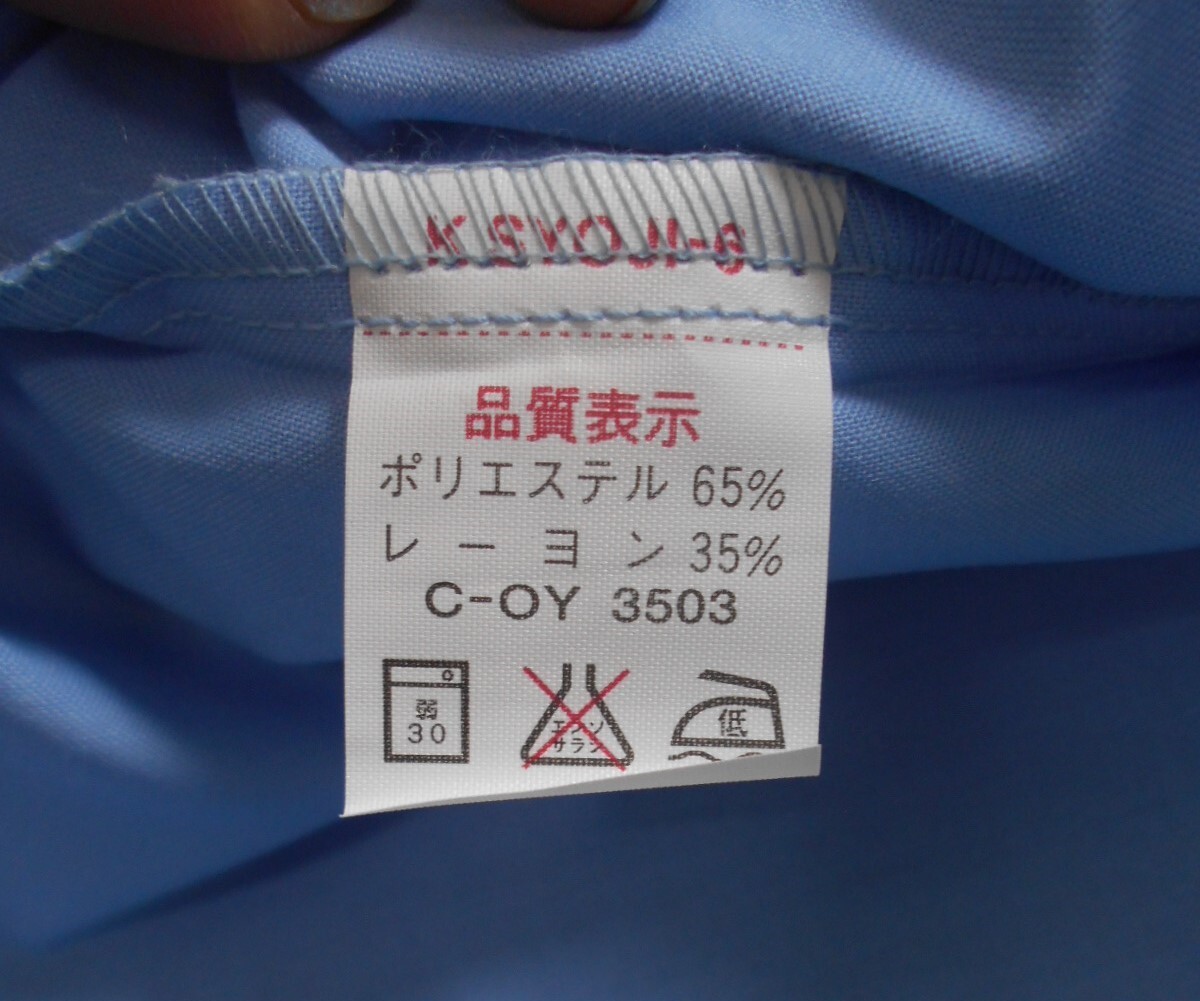 品質表示
ポリエステル 65%
レーヨン 35%
C-OY 3503
弱
30
エンソ
サラシ
低